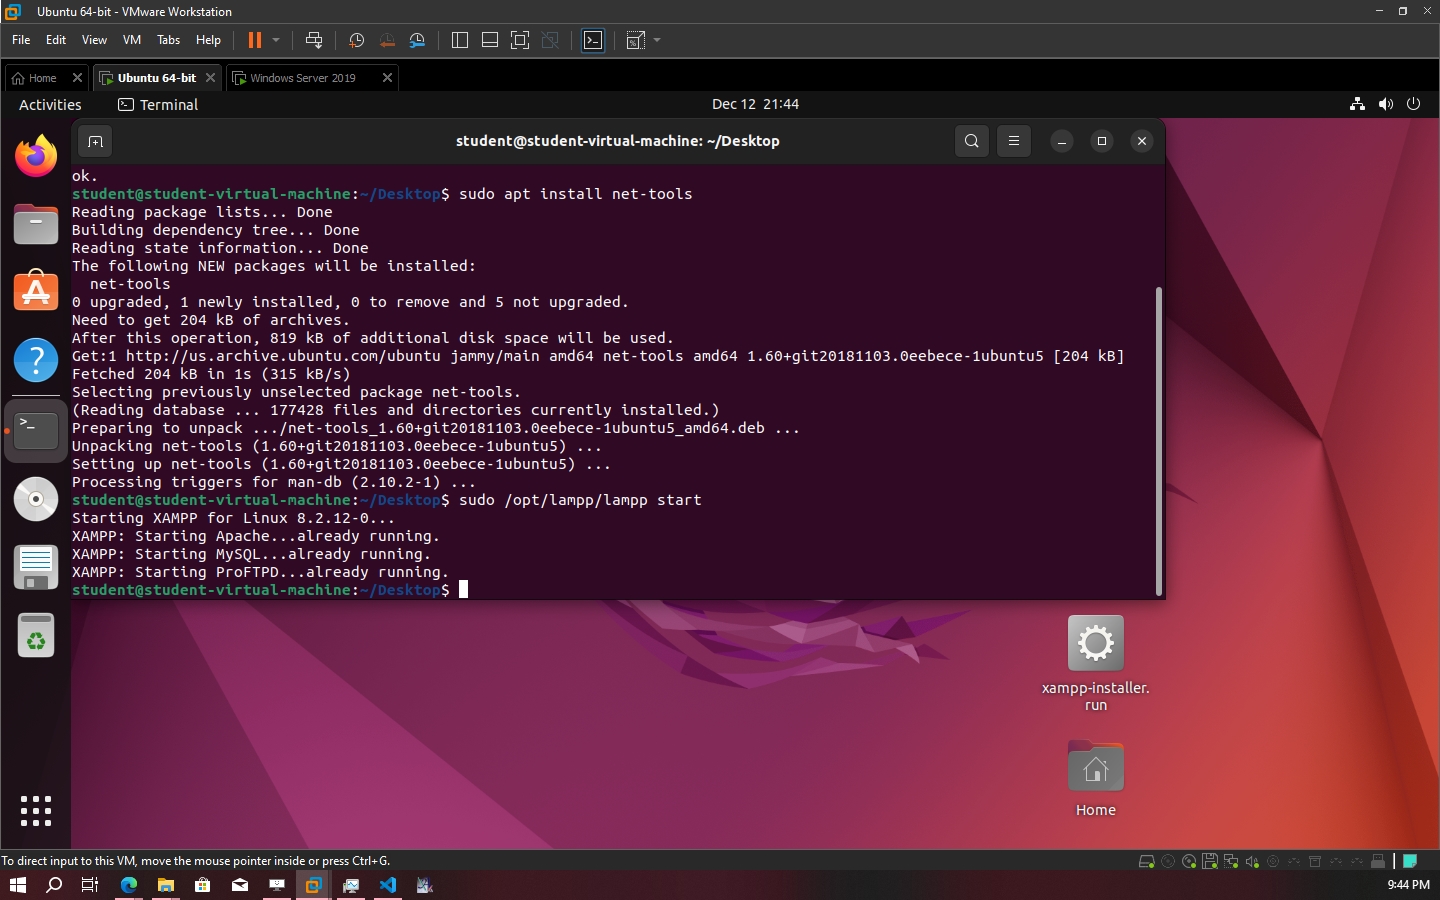 Ubuntu 64-bit - VMware Workstation
File Edit View VM Tabs Help
Home Ubuntu 64-bit Windows Server 2019
Activities Terminal Dec 12 21:44
student@student-virtual-machine: ~/Desktop
ok.
student@student-virtual-machine:~/Desktop$ sudo apt install net-tools
Reading package lists... Done
Building dependency tree... Done
Reading state information... Done
The following NEW packages will be installed:
  net-tools
0 upgraded, 1 newly installed, 0 to remove and 5 not upgraded.
Need to get 204 kB of archives.
After this operation, 819 kB of additional disk space will be used.
Get:1 http://us.archive.ubuntu.com/ubuntu jammy/main amd64 net-tools amd64 1.60+git20181103.0eebece-1ubuntu5 [204 kB]
Fetched 204 kB in 1s (315 kB/s)
Selecting previously unselected package net-tools.
(Reading database ... 177428 files and directories currently installed.)
Preparing to unpack .../net-tools_1.60+git20181103.0eebece-1ubuntu5_amd64.deb ...
Unpacking net-tools (1.60+git20181103.0eebece-1ubuntu5) ...
Setting up net-tools (1.60+git20181103.0eebece-1ubuntu5) ...
Processing triggers for man-db (2.10.2-1) ...
student@student-virtual-machine:~/Desktop$ sudo /opt/lampp/lampp start
Starting XAMPP for Linux 8.2.12-0...
XAMPP: Starting Apache...already running.
XAMPP: Starting MySQL...already running.
XAMPP: Starting ProFTPD...already running.
student@student-virtual-machine:~/Desktop$
xampp-installer.
run
Home
To direct input to this VM, move the mouse pointer inside or press Ctrl+G.
9:44 PM